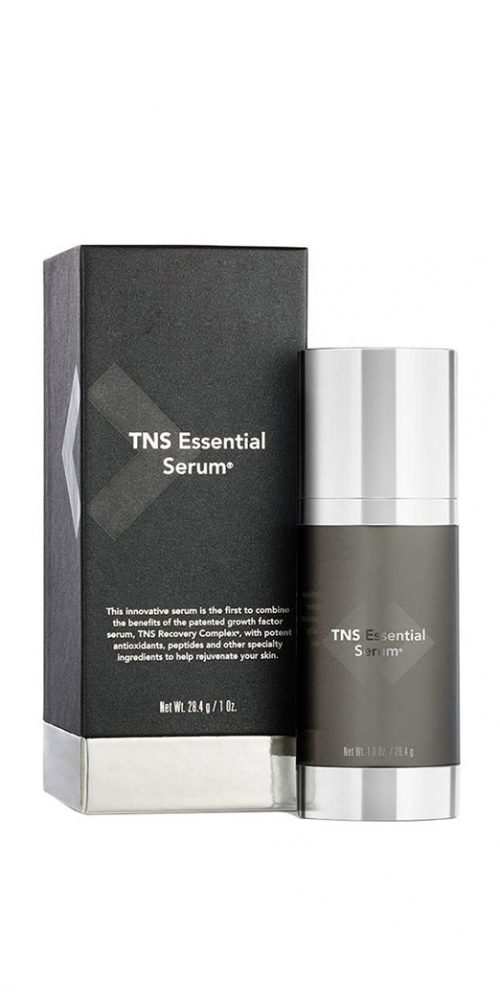 TNS Essential
Serum®
This innovative serum is the first to combine
the benefits of the patented growth factor
serum, TNS Recovery Complex®, with potent
antioxidants, peptides and other specialty
ingredients to help rejuvenate your skin.
Net Wt. 28.4 g / 1 Oz.
TNS Essential
Serum®
Net Wt. 1.0 Oz. / 28.4 g